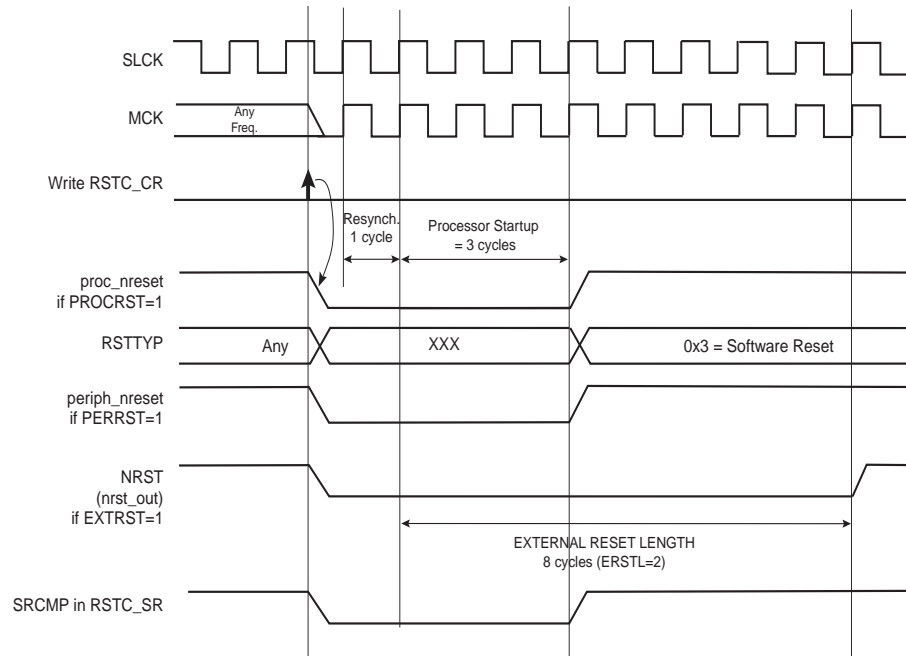 SLCK
MCK
Any
Freq.
Write RSTC_CR
Resynch.
1 cycle
Processor Startup
= 3 cycles
proc_nreset
if PROCRST=1
RSTTYP
Any
XXX
0x3 = Software Reset
periph_nreset
if PERRST=1
NRST
(nrst_out)
if EXTRST=1
EXTERNAL RESET LENGTH
8 cycles (ERSTL=2)
SRCMP in RSTC_SR